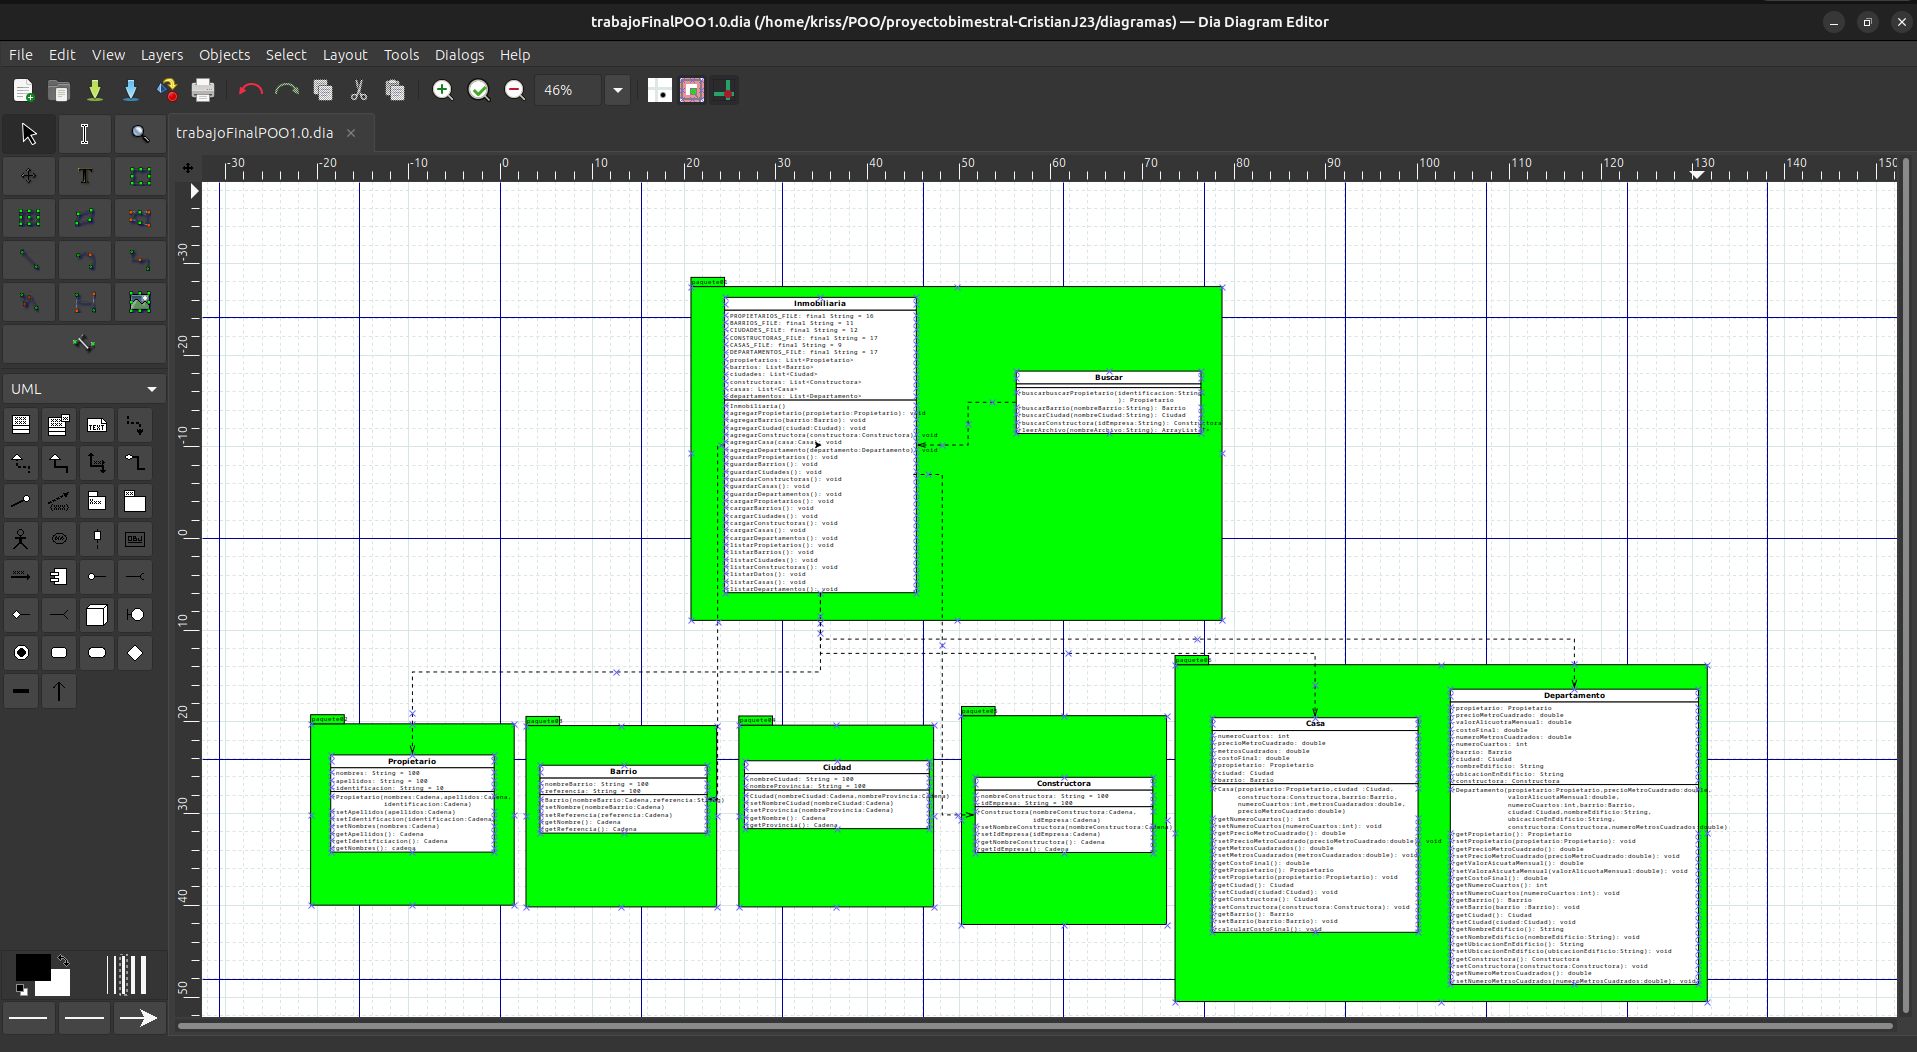 trabajoFinalPOO1.0.dia (/home/kriss/POO/proyectobimestral-CristianJ23/diagramas) — Dia Diagram Editor
File Edit View Layers Objects Select Layout Tools Dialogs Help
46%
trabajoFinalPOO1.0.dia
-30 -20 -10 0 10 20 30 40 50 60 70 80 90 100 110 120 130 140 150
-30
-20
-10
0
10
20
30
40
50
UML
Inmobiliaria
PROPIETARIOS_FILE: final String = 16
BARRIOS_FILE: final String = 11
CIUDADES_FILE: final String = 12
CONSTRUCTORAS_FILE: final String = 17
CASAS_FILE: final String = 9
DEPARTAMENTOS_FILE: final String = 17
propietarios: List<Propietario>
barrios: List<Barrio>
ciudades: List<Ciudad>
constructoras: List<Constructora>
casas: List<Casa>
departamentos: List<Departamento>
Inmobiliaria()
agregarPropietario(propietario:Propietario): void
agregarBarrio(barrio:Barrio): void
agregarCiudad(ciudad:Ciudad): void
agregarConstructora(constructora:Constructora): void
agregarCasa(casa:Casa): void
agregarDepartamento(departamento:Departamento): void
guardarPropietarios(): void
guardarBarrios(): void
guardarCiudades(): void
guardarConstructoras(): void
guardarCasas(): void
guardarDepartamentos(): void
cargarPropietarios(): void
cargarBarrios(): void
cargarCiudades(): void
cargarConstructoras(): void
cargarCasas(): void
cargarDepartamentos(): void
listarPropietarios(): void
listarBarrios(): void
listarCiudades(): void
listarConstructoras(): void
listarDatos(): void
listarCasas(): void
listarDepartamentos(): void
Buscar
buscarbuscarPropietario(identificacion:String
): Propietario
buscarBarrio(nombreBarrio:String): Barrio
buscarCiudad(nombreCiudad:String): Ciudad
buscarConstructora(idEmpresa:String): Constructora
leerArchivo(nombreArchivo:String): ArrayList
Propietario
nombres: String = 100
apellidos: String = 100
identificacion: String = 10
Propietario(nombres:Cadena,apellidos:Cadena,
identificacion:Cadena)
setApellidos(apellidos:Cadena)
setIdentificacion(identificacion:Cadena)
setNombres(nombres:Cadena)
getApellidos(): Cadena
getIdentificiacion(): Cadena
getNombres(): cadena
Barrio
nombreBarrio: String = 100
referencia: String = 100
Barrio(nombreBarrio:Cadena,referencia:String)
setNombre(nombreBarrio:Cadena)
setReferencia(referencia:Cadena)
getNombre(): Cadena
getReferencia(): Cadena
Ciudad
nombreCiudad: String = 100
nombreProvincia: String = 100
Ciudad(nombreCiudad:Cadena,nombreProvincia:Cadena)
setNombre(nombreCiudad:Cadena)
setProvincia(nombreProvincia:Cadena)
getNombre(): Cadena
getProvincia(): Cadena
Constructora
nombreConstructora: String = 100
idEmpresa: String = 100
Constructora(nombreConstructora:Cadena,
idEmpresa:Cadena)
setNombreConstructora(nombreConstructora:Cadena)
setIdEmpresa(idEmpresa:Cadena)
getNombreConstructora(): Cadena
getIdEmpresa(): Cadena
Casa
numeroCuartos: int
precioMetroCuadrado: double
metrosCuadrados: double
costoFinal: double
propietario: Propietario
ciudad: Ciudad
barrio: Barrio
Casa(propietario:Propietario,ciudad :Ciudad,
constructora:Constructora,barrio:Barrio,
numeroCuartos:int,metrosCuadrados:double,
precioMetroCuadrado:double)
getNumeroCuartos(): int
setNumeroCuartos(numeroCuartos:int): void
getPrecioMetroCuadrado(): double
setPrecioMetroCuadrado(precioMetroCuadrado:double): void
getMetrosCuadarados(): double
setMetrosCuadarados(metrosCuadarados:double): void
getCostoFinal(): double
getPropietario(): Propietario
setPropietario(propietario:Propietario): void
getCiudad(): Ciudad
setCiudad(ciudad:Ciudad): void
getConstructora(): Ciudad
setConstructora(constructora:Constructora): void
getBarrio(): Barrio
setBarrio(barrio:Barrio): void
calcularCostoFinal(): void
Departamento
propietario: Propietario
precioMetroCuadrado: double
valorAlicuotraMensual: double
costoFinal: double
numeroMetrosCuadrados: double
numeroCuartos: int
barrio: Barrio
ciudad: Ciudad
nombreEdificio: String
ubicacionEnEdificio: String
constructora: Constructora
Departamento(propietario:Propietario,precioMetroCuadrado:double,
valorAlicuotaMensual:double,
numeroCuartos:int,barrio:Barrio,
ciudad:Ciudad,nombreEdificio:String,
ubicacionEnEdificio:String,
constructora:Constructora,numeroMetrosCuadrados:double)
getPropietario(): Propietario
setPropietario(propietario:Propietario): void
getPrecioMetroCuadrado(): double
setPrecioMetroCuadrado(precioMetroCuadrado:double): void
getValorAicuataMensual(): double
setValoraAicuataMensual(valorAlicuotaMensual:double): void
getCostoFinal(): double
getNumeroCuartos(): int
setNumeroCuartos(numeroCuartos:int): void
getBarrio(): Barrio
setBarrio(barrio :Barrio): void
getCiudad(): Ciudad
setCiudad(ciudad:Ciudad): void
getNombreEdificio(): String
setNombreEdificio(nombreEdificio:String): void
getUbicacionEnEdificio(): String
setUbicacionEnEdificio(ubicacionEnEdificio:String): void
getConstructora(): Constructora
setConstructora(constructora:Constructora): void
getNumeroMetrosCuadrados(): double
setNumeroMetrosCuadrados(numeroMetrosCuadrados:double): void